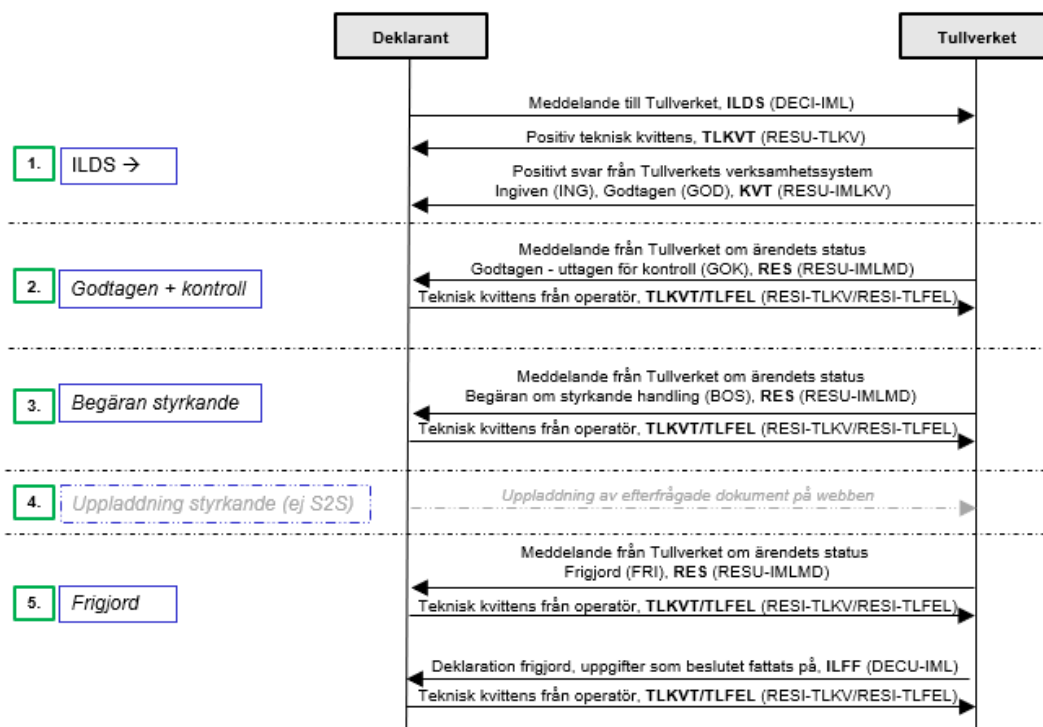 Deklarant
Tullverket
Meddelande till Tullverket, ILDS (DECI-IML)
Positiv teknisk kvittens, TLKVT (RESU-TLKV)
1.
ILDS →
Positivt svar från Tullverkets verksamhetssystem
Ingiven (ING), Godtagen (GOD), KVT (RESU-IMLKV)
Meddelande från Tullverket om ärendets status
Godtagen - uttagen för kontroll (GOK), RES (RESU-IMLMD)
2.
Godtagen + kontroll
Teknisk kvittens från operatör, TLKVT/TLFEL (RESI-TLKV/RESI-TLFEL)
Meddelande från Tullverket om ärendets status
Begäran om styrkande handling (BOS), RES (RESU-IMLMD)
3.
Begäran styrkande
Teknisk kvittens från operatör, TLKVT/TLFEL (RESI-TLKV/RESI-TLFEL)
4.
Uppladdning styrkande (ej S2S)
Uppladdning av efterfrågade dokument på webben
Meddelande från Tullverket om ärendets status
Frigjord (FRI), RES (RESU-IMLMD)
5.
Frigjord
Teknisk kvittens från operatör, TLKVT/TLFEL (RESI-TLKV/RESI-TLFEL)
Deklaration frigjord, uppgifter som beslutet fattats på, ILFF (DECU-IML)
Teknisk kvittens från operatör, TLKVT/TLFEL (RESI-TLKV/RESI-TLFEL)